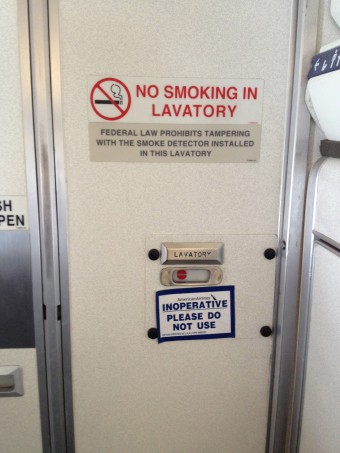 NO SMOKING IN
LAVATORY
FEDERAL LAW PROHIBITS TAMPERING
WITH THE SMOKE DETECTOR INSTALLED
IN THIS LAVATORY
SH
PEN
LAVATORY
INOPERATIVE
PLEASE DO
NOT USE